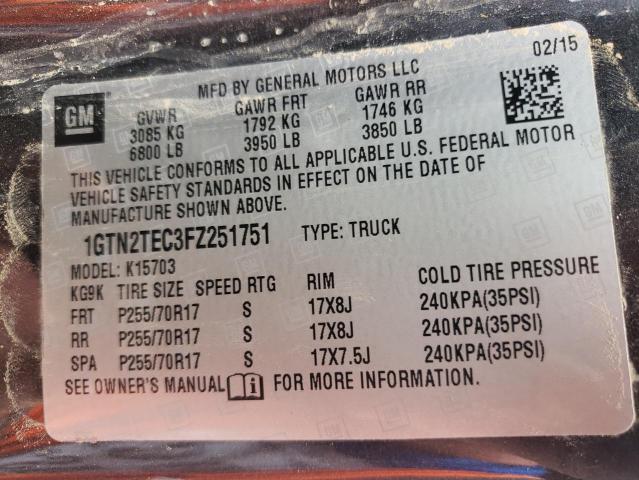 02/15
MFD BY GENERAL MOTORS LLC
GM
GVWR GAWR FRT GAWR RR
3085 KG 1792 KG 1746 KG
6800 LB 3950 LB 3850 LB
THIS VEHICLE CONFORMS TO ALL APPLICABLE U.S. FEDERAL MOTOR
VEHICLE SAFETY STANDARDS IN EFFECT ON THE DATE OF
MANUFACTURE SHOWN ABOVE.
1GTN2TEC3FZ251751 TYPE: TRUCK
MODEL: K15703
KG9K TIRE SIZE SPEED RTG RIM COLD TIRE PRESSURE
FRT P255/70R17 S 17X8J 240KPA(35PSI)
RR P255/70R17 S 17X8J 240KPA(35PSI)
SPA P255/70R17 S 17X7.5J 240KPA(35PSI)
SEE OWNER'S MANUAL FOR MORE INFORMATION.